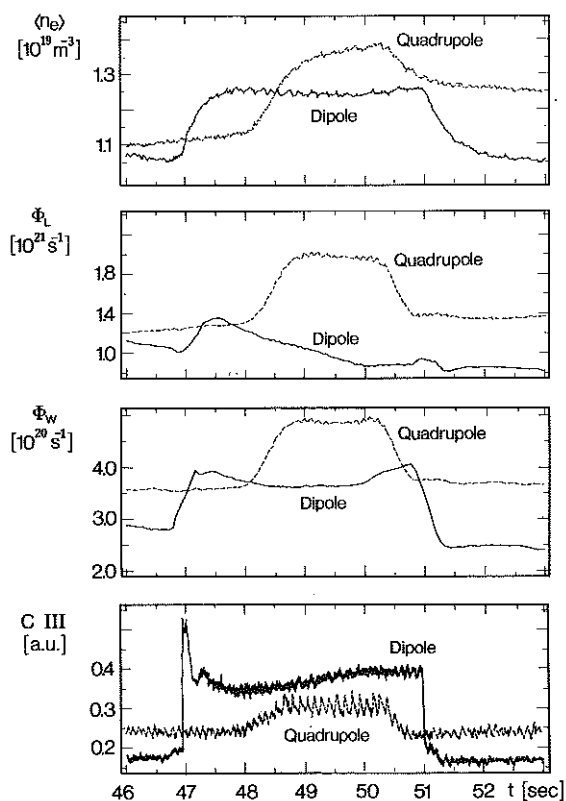 ⟨nₑ⟩
[10¹⁹m⁻³]
1.3
1.1
Quadrupole
Dipole
Φ_L
[10²¹s⁻¹]
1.8
1.4
1.0
Quadrupole
Dipole
Φ_W
[10²⁰s⁻¹]
4.0
3.0
2.0
Quadrupole
Dipole
C III
[a.u.]
0.4
0.3
0.2
Dipole
Quadrupole
46 47 48 49 50 51 52 t [sec]